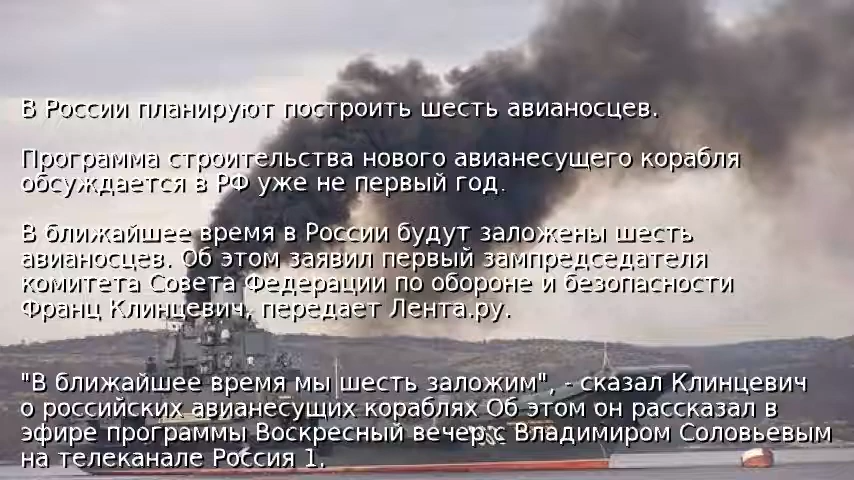 В России планируют построить шесть авианосцев.
Программа строительства нового авианесущего корабля
обсуждается в РФ уже не первый год.
В ближайшее время в России будут заложены шесть
авианосцев. Об этом заявил первый зампредседателя
комитета Совета Федерации по обороне и безопасности
Франц Клинцевич, передает Лента.ру.
"В ближайшее время мы шесть заложим", - сказал Клинцевич
о российских авианесущих кораблях Об этом он рассказал в
эфире программы Воскресный вечер с Владимиром Соловьевым
на телеканале Россия 1.